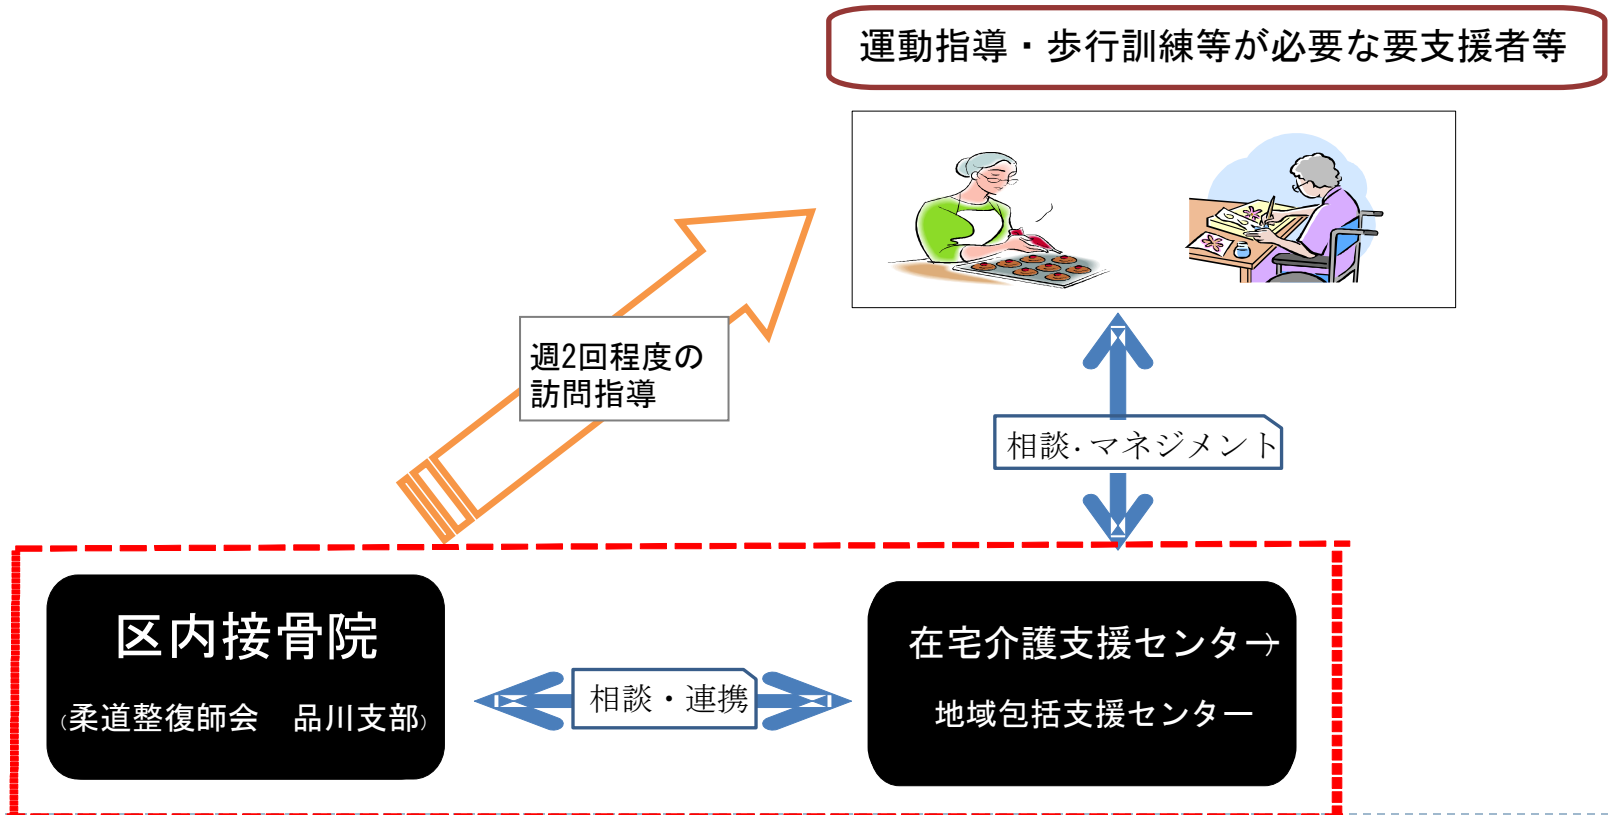 運動指導・歩行訓練等が必要な要支援者等
週2回程度の
訪問指導
相談・マネジメント
区内接骨院
（柔道整復師会　品川支部）
相談・連携
在宅介護支援センター
地域包括支援センター